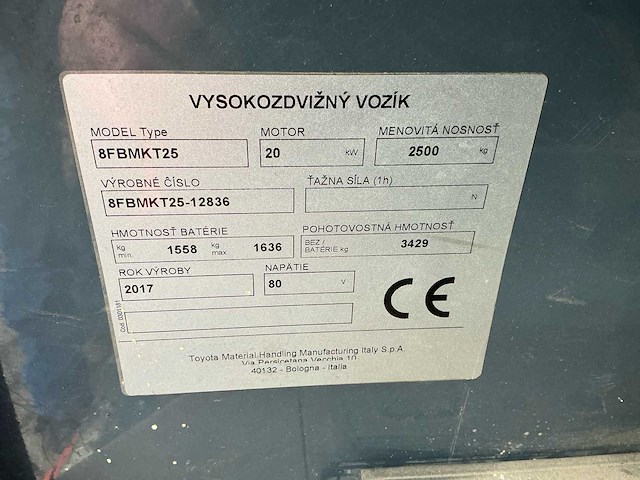 VYSOKOZDVIŽNÝ VOZÍK
MODEL Type
8FBMKT25
MOTOR
20 kW
MENOVITÁ NOSNOSŤ
2500 kg
VÝROBNÉ ČÍSLO
8FBMKT25-12836
ŤAŽNA SÍLA (1h)
N
HMOTNOSŤ BATÉRIE
kg min. 1558 kg max 1636
POHOTOVOSTNÁ HMOTNOSŤ
BEZ / BATÉRIE kg 3429
ROK VÝROBY
2017
NAPÄTIE
80 V
CE
Toyota Material Handling Manufacturing Italy S.p.A.
Via Persicetana Vecchia 10
40132 - Bologna - Italia